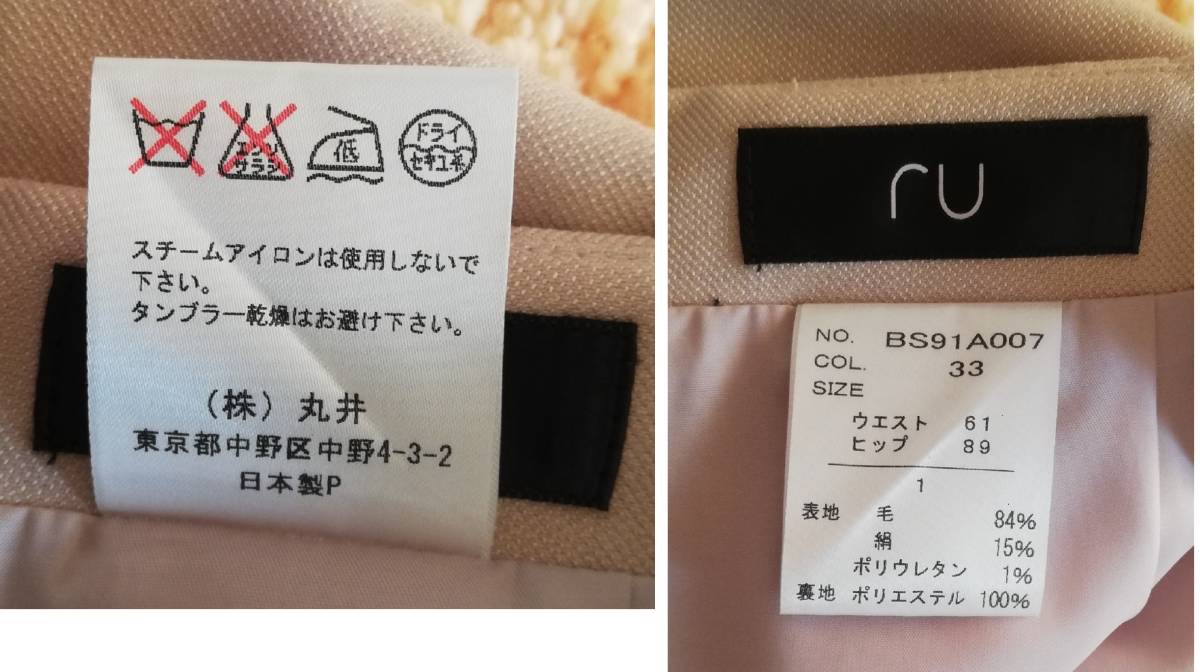 エンソ
サラシ
低
ドライ
セキユ系
スチームアイロンは使用しないで
下さい。
タンブラー乾燥はお避け下さい。
(株)丸井
東京都中野区中野4-3-2
日本製P
ru
NO. BS91A007
COL. 33
SIZE
ウエスト 61
ヒップ 89
1
表地 毛 84%
絹 15%
ポリウレタン 1%
裏地 ポリエステル 100%